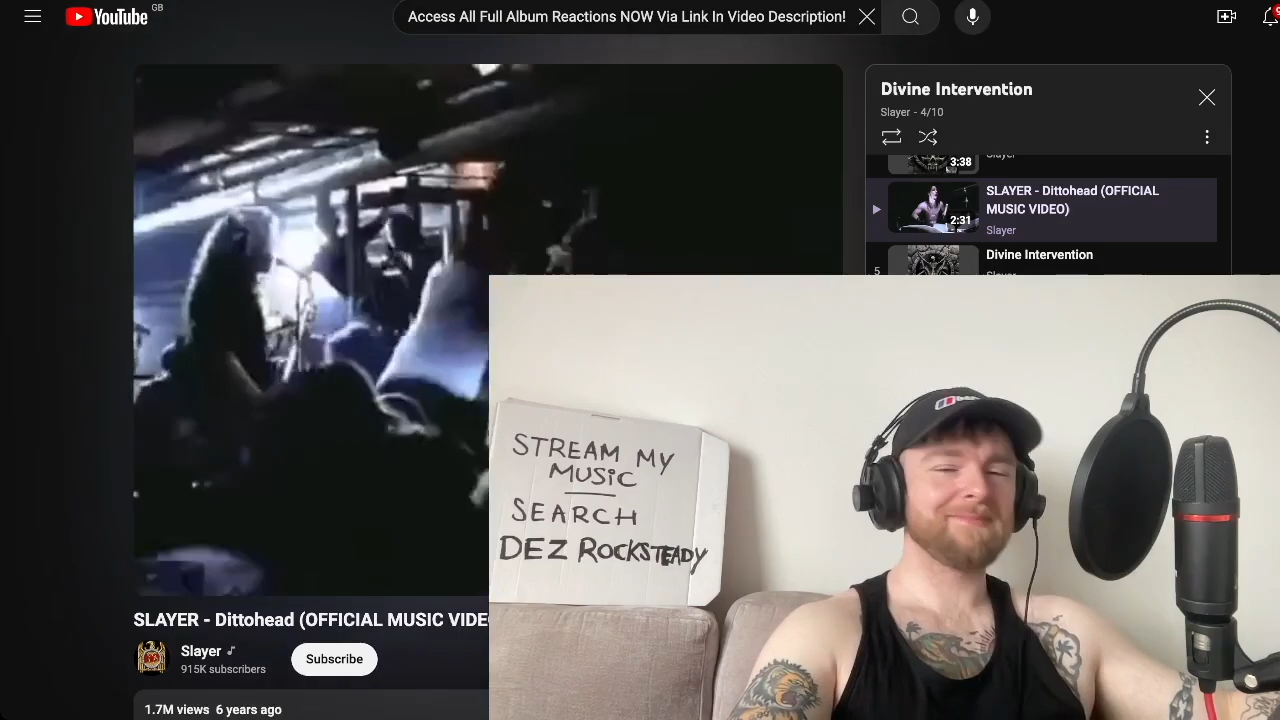 YouTube GB
Access All Full Album Reactions NOW Via Link In Video Description!
Divine Intervention
Slayer - 4/10
3:38
Slayer
SLAYER - Dittohead (OFFICIAL
MUSIC VIDEO)
2:31
Slayer
5
Divine Intervention
STREAM MY
MUSIC
SEARCH
DEZ ROCKSTEADY
SLAYER - Dittohead (OFFICIAL MUSIC VIDE
Slayer
915K subscribers
Subscribe
1.7M views 6 years ago